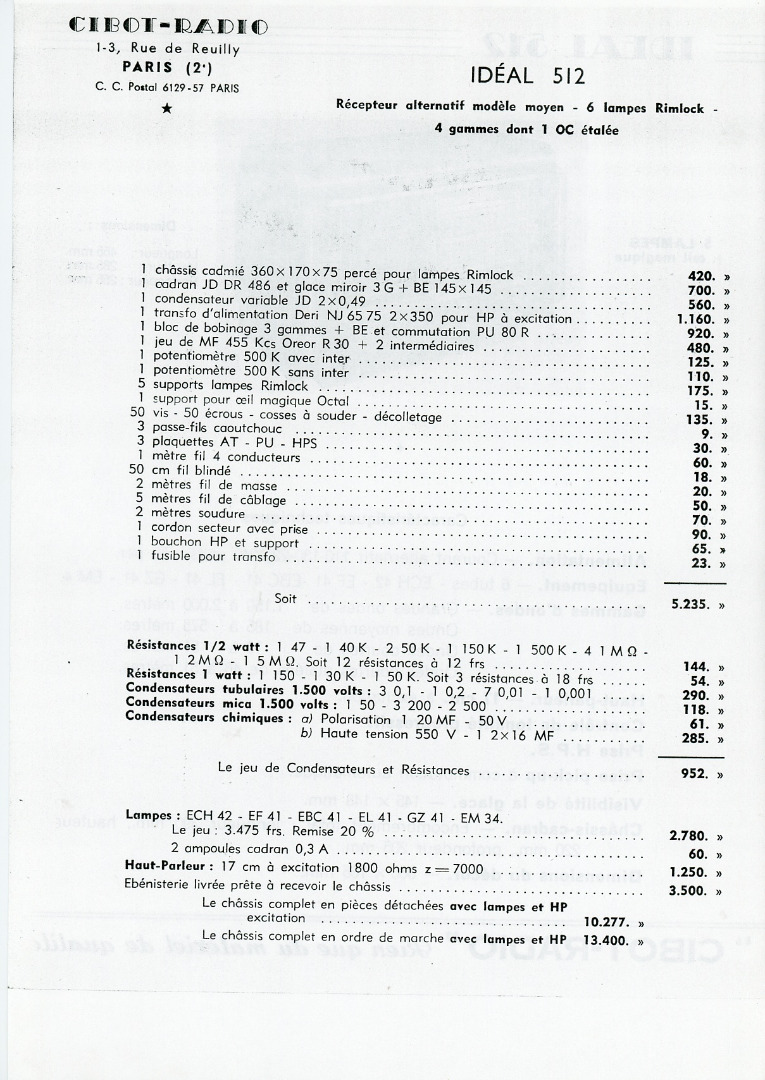 CIBOT-RADIO
1-3, Rue de Reuilly
PARIS (2ᵉ)
C. C. Postal 6129-57 PARIS
★
IDÉAL 512
Récepteur alternatif modèle moyen - 6 lampes Rimlock -
4 gammes dont 1 OC étalée
1 châssis cadmié 360×170×75 percé pour lampes Rimlock ........ 420. »
1 cadran JD DR 486 et glace miroir 3 G + BE 145×145 ........ 700. »
1 condensateur variable JD 2×0,49 ........ 560. »
1 transfo d'alimentation Deri NJ 65 75 2×350 pour HP à excitation ........ 1.160. »
1 bloc de bobinage 3 gammes + BE et commutation PU 80 R ........ 920. »
1 jeu de MF 455 Kcs Oreor R 30 + 2 intermédiaires ........ 480. »
1 potentiomètre 500 K avec inter ........ 125. »
1 potentiomètre 500 K sans inter ........ 110. »
5 supports lampes Rimlock ........ 175. »
1 support pour œil magique Octal ........ 15. »
50 vis - 50 écrous - cosses à souder - décolletage ........ 135. »
3 passe-fils caoutchouc ........ 9. »
3 plaquettes AT - PU - HPS ........ 30. »
1 mètre fil 4 conducteurs ........ 60. »
50 cm fil blindé ........ 18. »
2 mètres fil de masse ........ 20. »
5 mètres fil de câblage ........ 50. »
2 mètres soudure ........ 70. »
1 cordon secteur avec prise ........ 90. »
1 bouchon HP et support ........ 65. »
1 fusible pour transfo ........ 23. »
Soit ........ 5.235. »
Résistances 1/2 watt : 1 47 - 1 40 K - 2 50 K - 1 150 K - 1 500 K - 4 1 M Ω -
1 2 M Ω - 1 5 M Ω. Soit 12 résistances à 12 frs ........ 144. »
Résistances 1 watt : 1 150 - 1 30 K - 1 50 K. Soit 3 résistances à 18 frs ........ 54. »
Condensateurs tubulaires 1.500 volts : 3 0,1 - 1 0,2 - 7 0,01 - 1 0,001 ........ 290. »
Condensateurs mica 1.500 volts : 1 50 - 3 200 - 2 500 ........ 118. »
Condensateurs chimiques : a) Polarisation 1 20 MF - 50 V ........ 61. »
b) Haute tension 550 V - 1 2×16 MF ........ 285. »
Le jeu de Condensateurs et Résistances ........ 952. »
Lampes : ECH 42 - EF 41 - EBC 41 - EL 41 - GZ 41 - EM 34.
Le jeu : 3.475 frs. Remise 20 % ........ 2.780. »
2 ampoules cadran 0,3 A ........ 60. »
Haut-Parleur : 17 cm à excitation 1800 ohms z = 7000 ........ 1.250. »
Ebénisterie livrée prête à recevoir le châssis ........ 3.500. »
Le châssis complet en pièces détachées avec lampes et HP
excitation ........ 10.277. »
Le châssis complet en ordre de marche avec lampes et HP 13.400. »